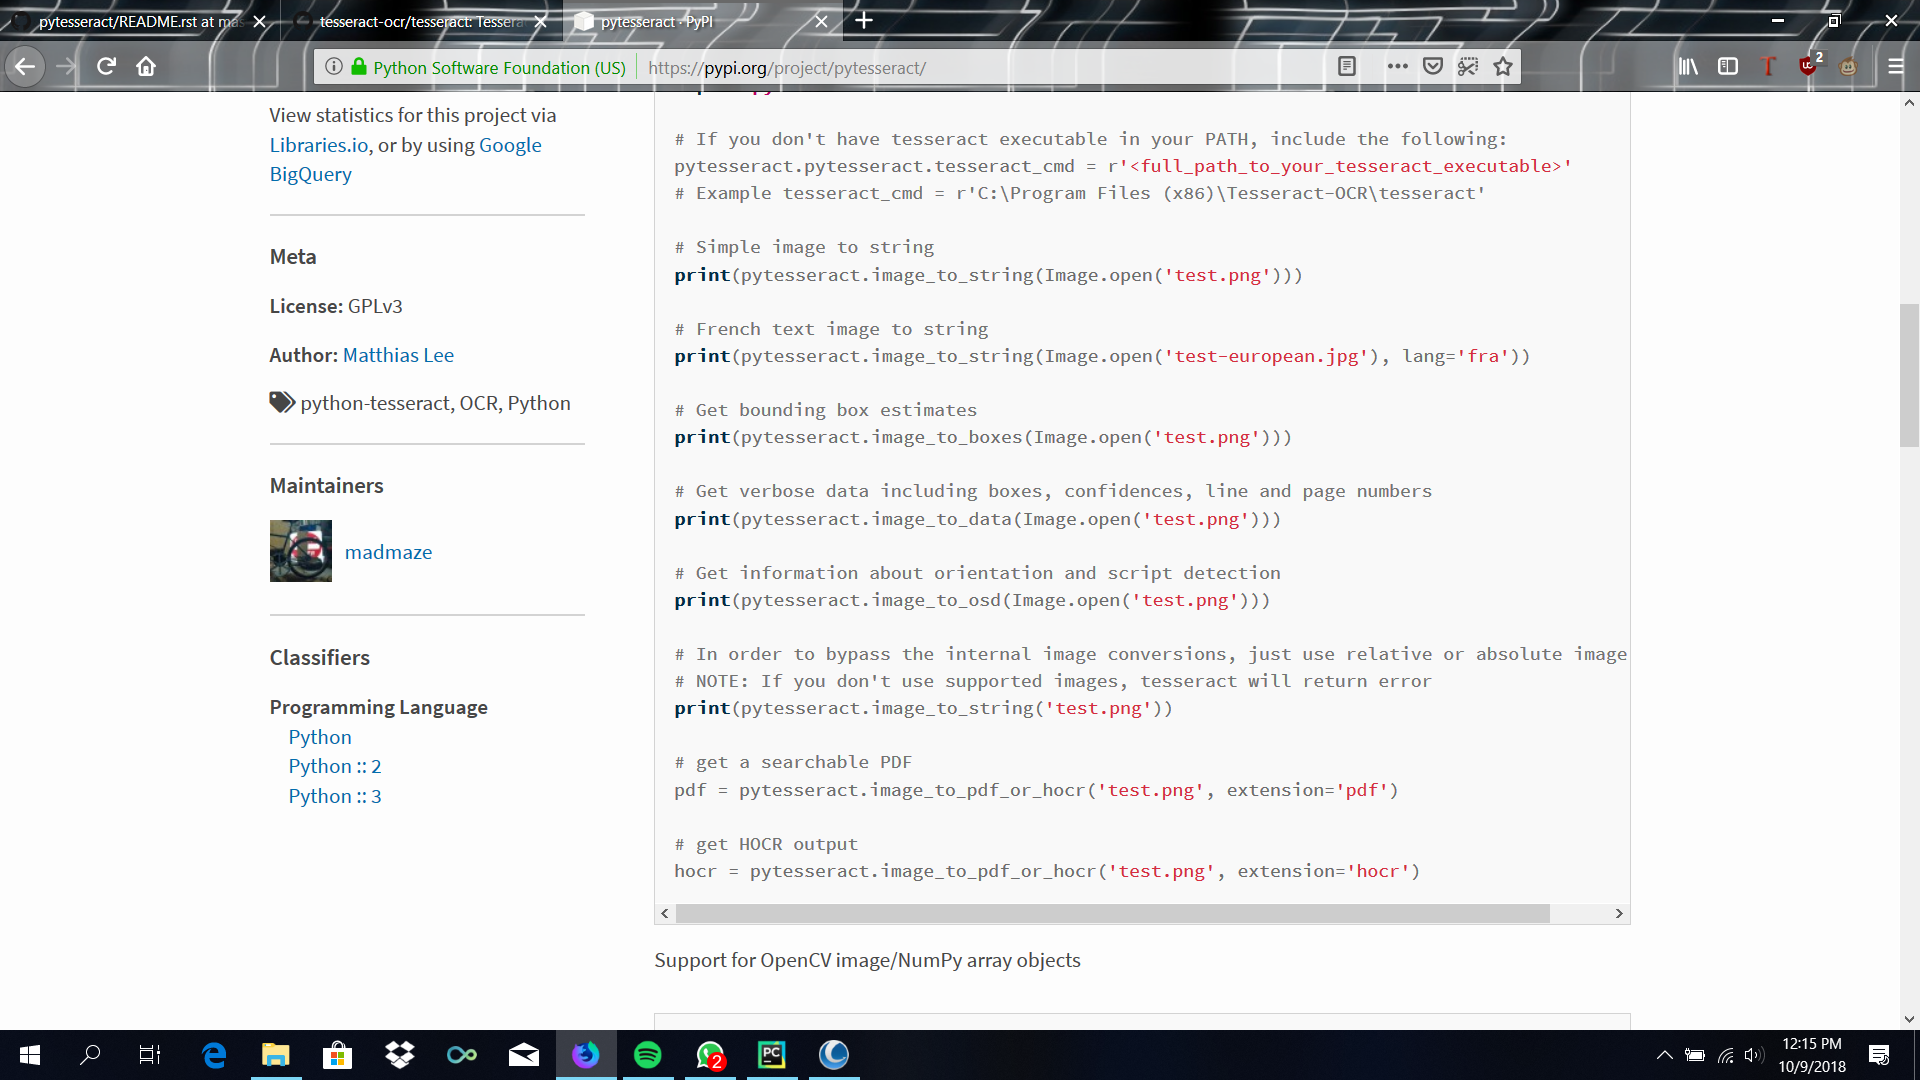 pytesseract/README.rst at mas
tesseract-ocr/tesseract: Tessera
pytesseract · PyPI
Python Software Foundation (US)
https://pypi.org/project/pytesseract/
2
View statistics for this project via
Libraries.io, or by using Google
BigQuery
Meta
License: GPLv3
Author: Matthias Lee
python-tesseract, OCR, Python
Maintainers
madmaze
Classifiers
Programming Language
Python
Python :: 2
Python :: 3
# If you don't have tesseract executable in your PATH, include the following:
pytesseract.pytesseract.tesseract_cmd = r'<full_path_to_your_tesseract_executable>'
# Example tesseract_cmd = r'C:\Program Files (x86)\Tesseract-OCR\tesseract'
# Simple image to string
print(pytesseract.image_to_string(Image.open('test.png')))
# French text image to string
print(pytesseract.image_to_string(Image.open('test-european.jpg'), lang='fra'))
# Get bounding box estimates
print(pytesseract.image_to_boxes(Image.open('test.png')))
# Get verbose data including boxes, confidences, line and page numbers
print(pytesseract.image_to_data(Image.open('test.png')))
# Get information about orientation and script detection
print(pytesseract.image_to_osd(Image.open('test.png')))
# In order to bypass the internal image conversions, just use relative or absolute image
# NOTE: If you don't use supported images, tesseract will return error
print(pytesseract.image_to_string('test.png'))
# get a searchable PDF
pdf = pytesseract.image_to_pdf_or_hocr('test.png', extension='pdf')
# get HOCR output
hocr = pytesseract.image_to_pdf_or_hocr('test.png', extension='hocr')
Support for OpenCV image/NumPy array objects
2
PC
12:15 PM
10/9/2018